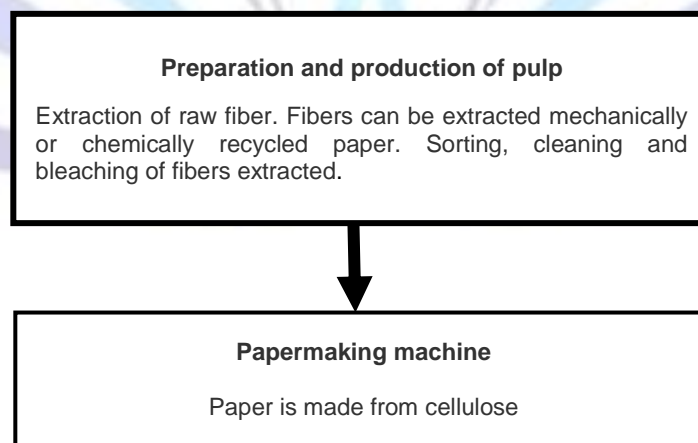 Preparation and production of pulp
Extraction of raw fiber. Fibers can be extracted mechanically
or chemically recycled paper. Sorting, cleaning and
bleaching of fibers extracted.
Papermaking machine
Paper is made from cellulose